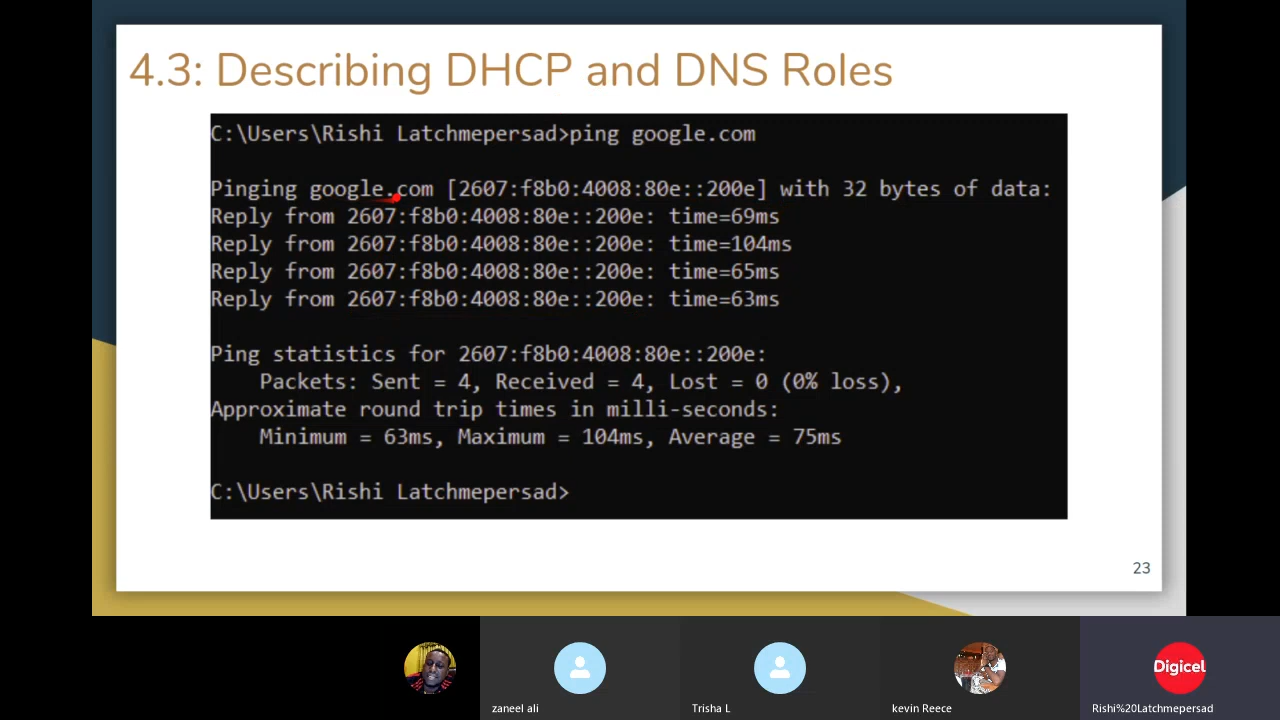 4.3: Describing DHCP and DNS Roles
C:\Users\Rishi Latchmepersad>ping google.com
Pinging google.com [2607:f8b0:4008:80e::200e] with 32 bytes of data:
Reply from 2607:f8b0:4008:80e::200e: time=69ms
Reply from 2607:f8b0:4008:80e::200e: time=104ms
Reply from 2607:f8b0:4008:80e::200e: time=65ms
Reply from 2607:f8b0:4008:80e::200e: time=63ms
Ping statistics for 2607:f8b0:4008:80e::200e:
Packets: Sent = 4, Received = 4, Lost = 0 (0% loss),
Approximate round trip times in milli-seconds:
Minimum = 63ms, Maximum = 104ms, Average = 75ms
C:\Users\Rishi Latchmepersad>
23
Digicel
zaneel ali
Trisha L
kevin Reece
Rishi%20Latchmepersad